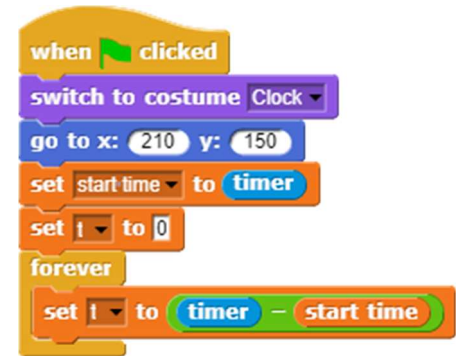 when clicked
switch to costume Clock
go to x: 210 y: 150
set start time to timer
set t to 0
forever
set t to timer - start time